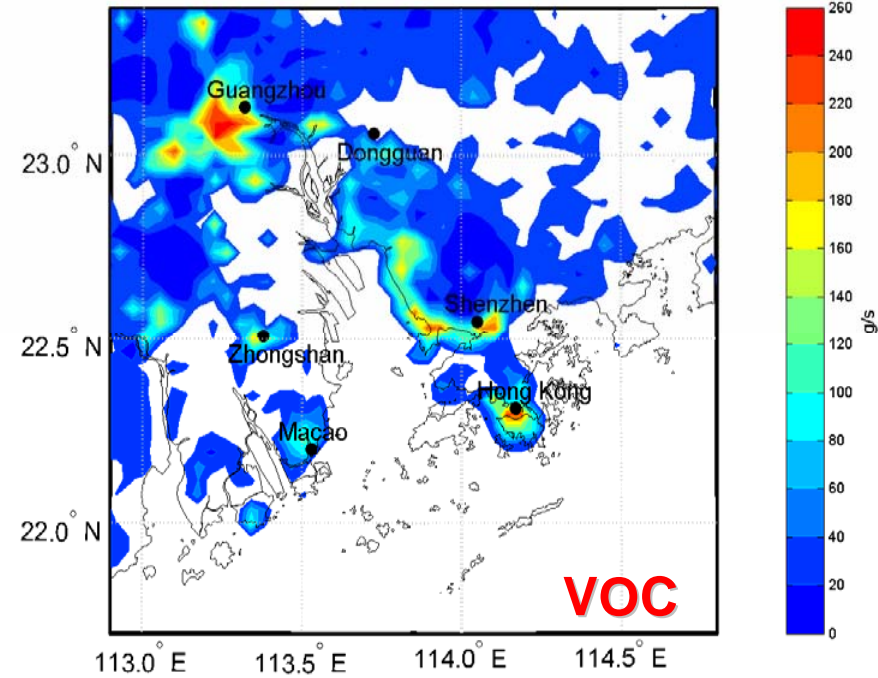 Guangzhou
Dongguan
Shenzhen
Zhongshan
Hong Kong
Macao
VOC
23.0° N
22.5° N
22.0° N
113.0° E
113.5° E
114.0° E
114.5° E
260
240
220
200
180
160
140
120
100
80
60
40
20
0
g/s